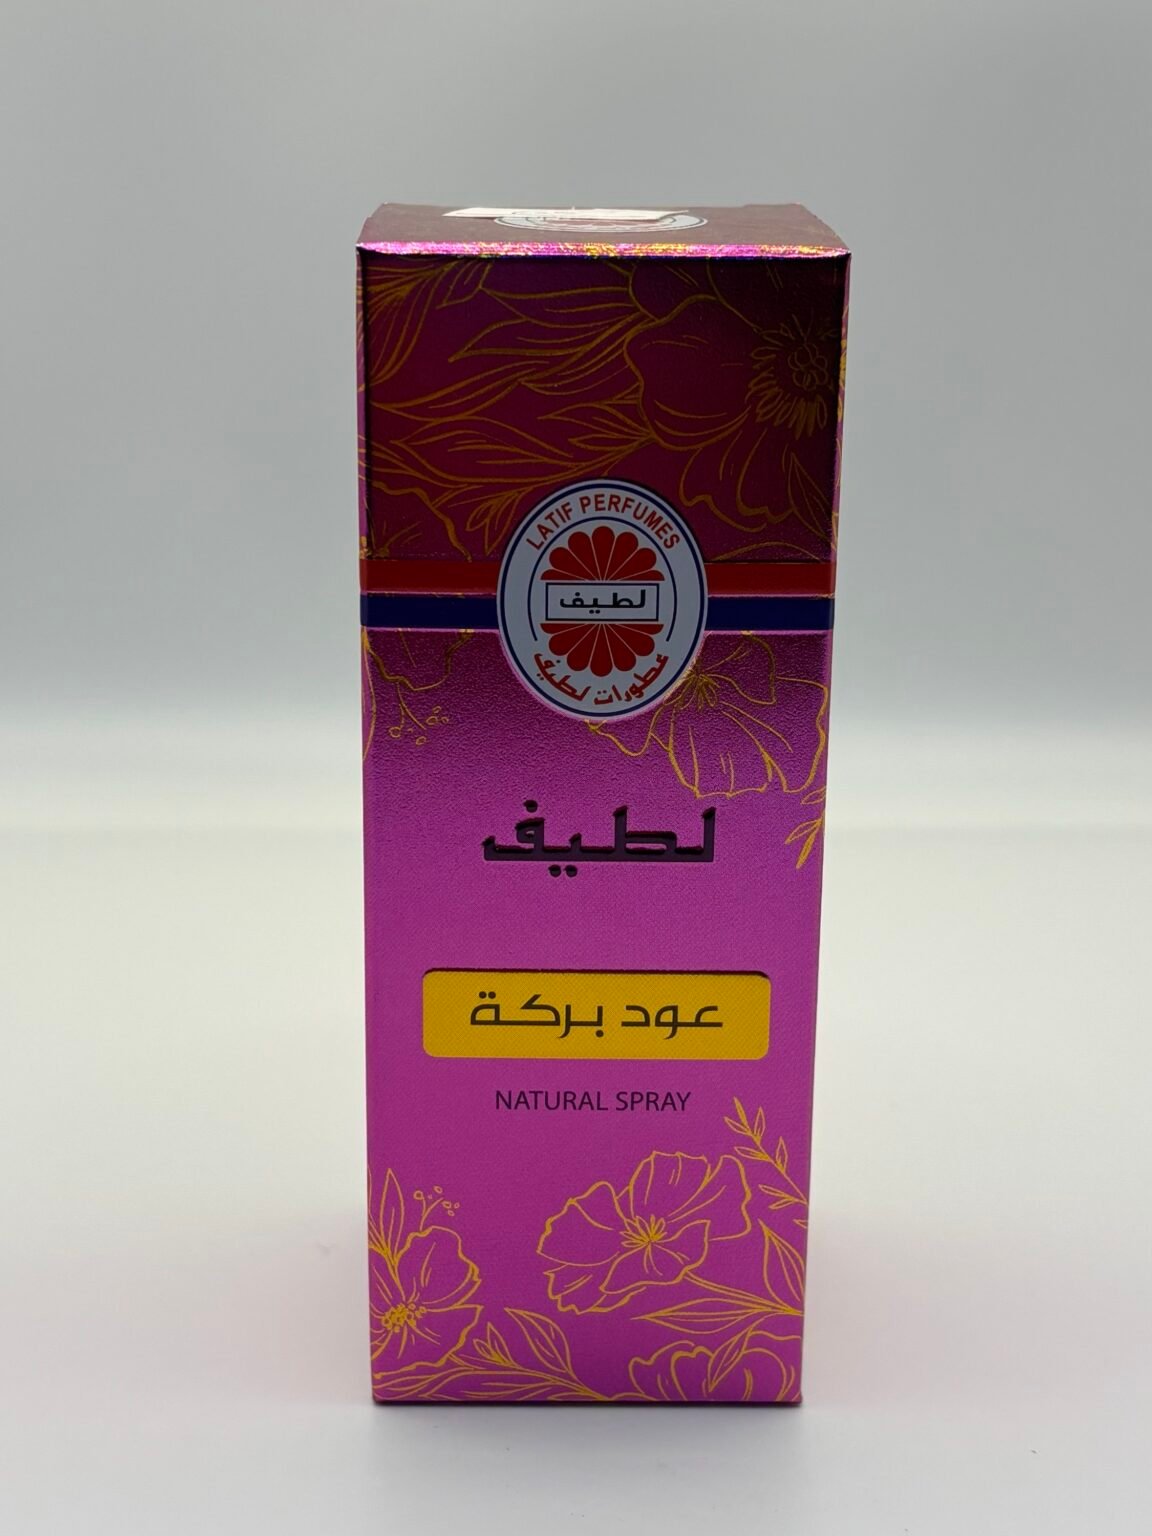 LATIF PERFUMES
لطيف
عطورات لطيف
لطيف
عود بركة
NATURAL SPRAY